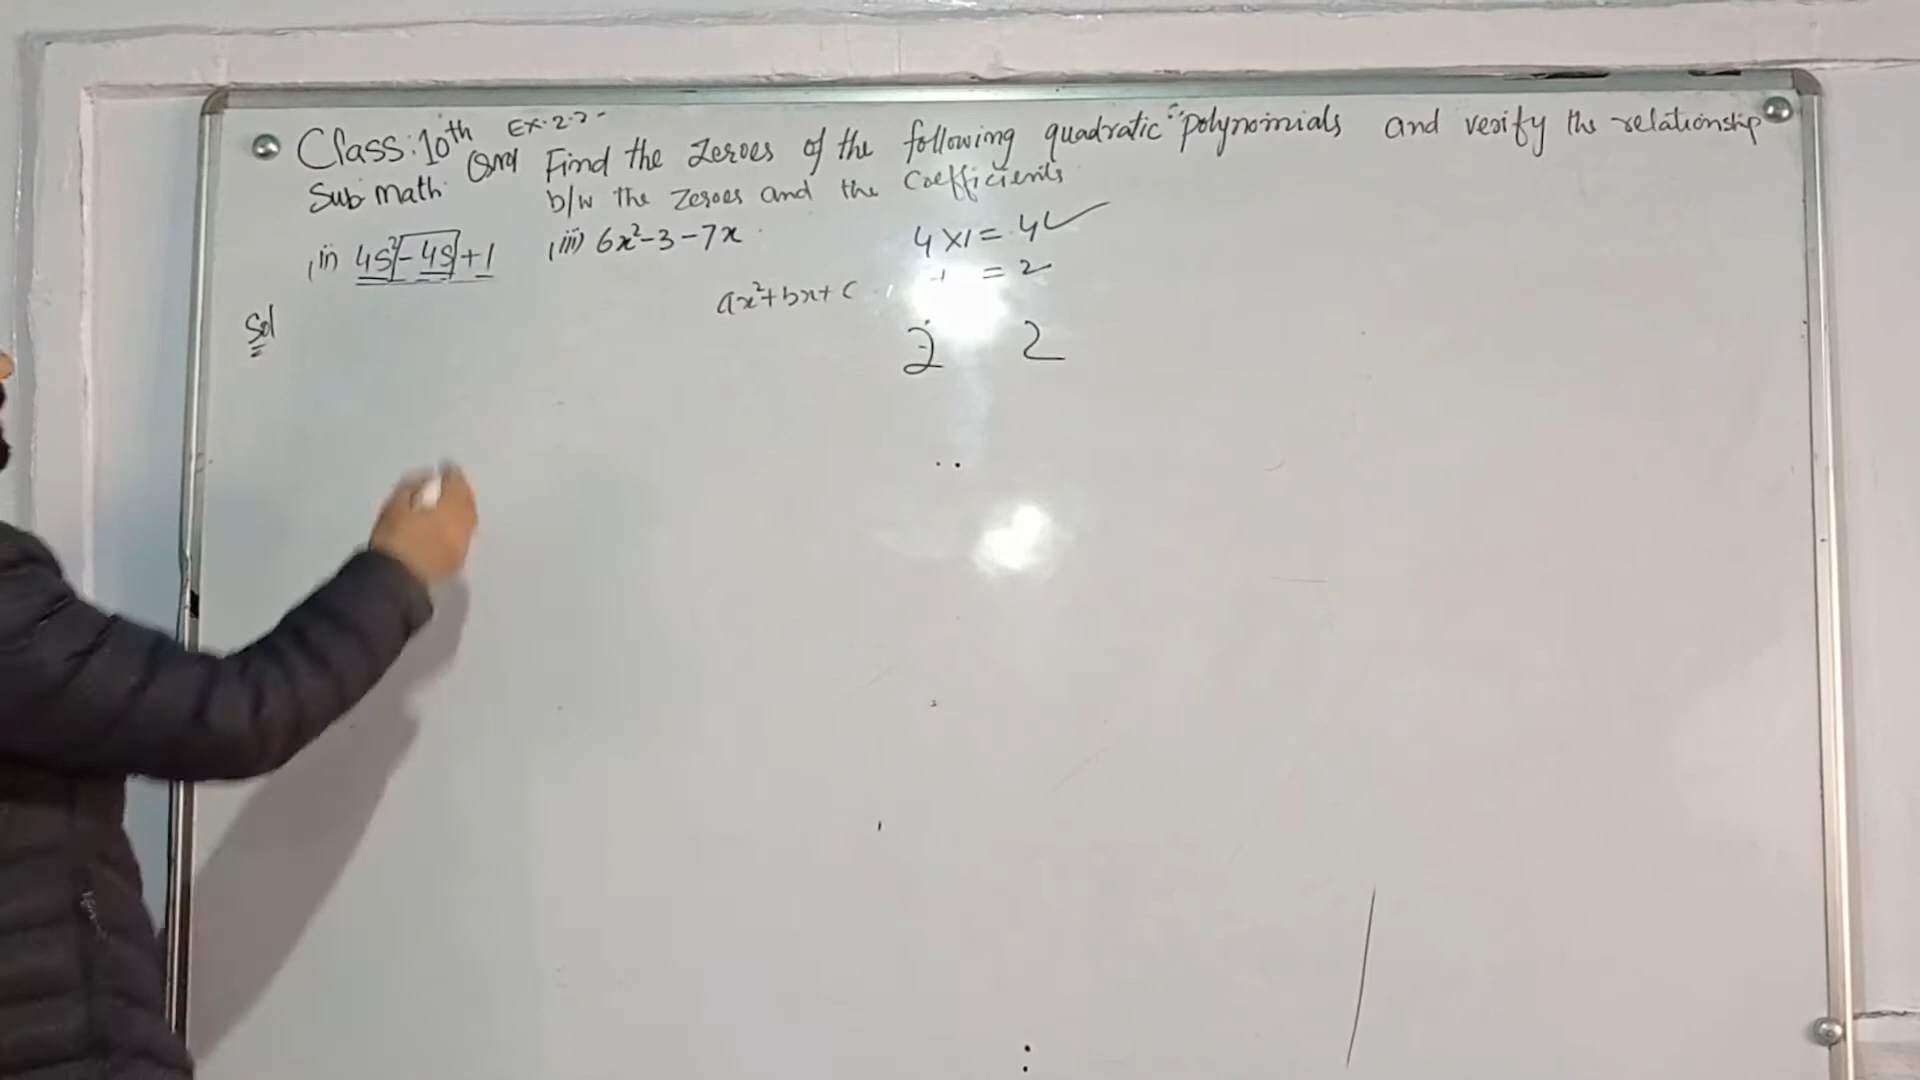 Class: 10th Ex. 2.2
Qno1 Find the zeroes of the following quadratic polynomials and verify the relationship
Sub math b/w the zeroes and the Coefficients
(ii) 4s²-4s+1 (iii) 6x²-3-7x
4×1=4
=2
ax²+bx+c
Sol
2 2